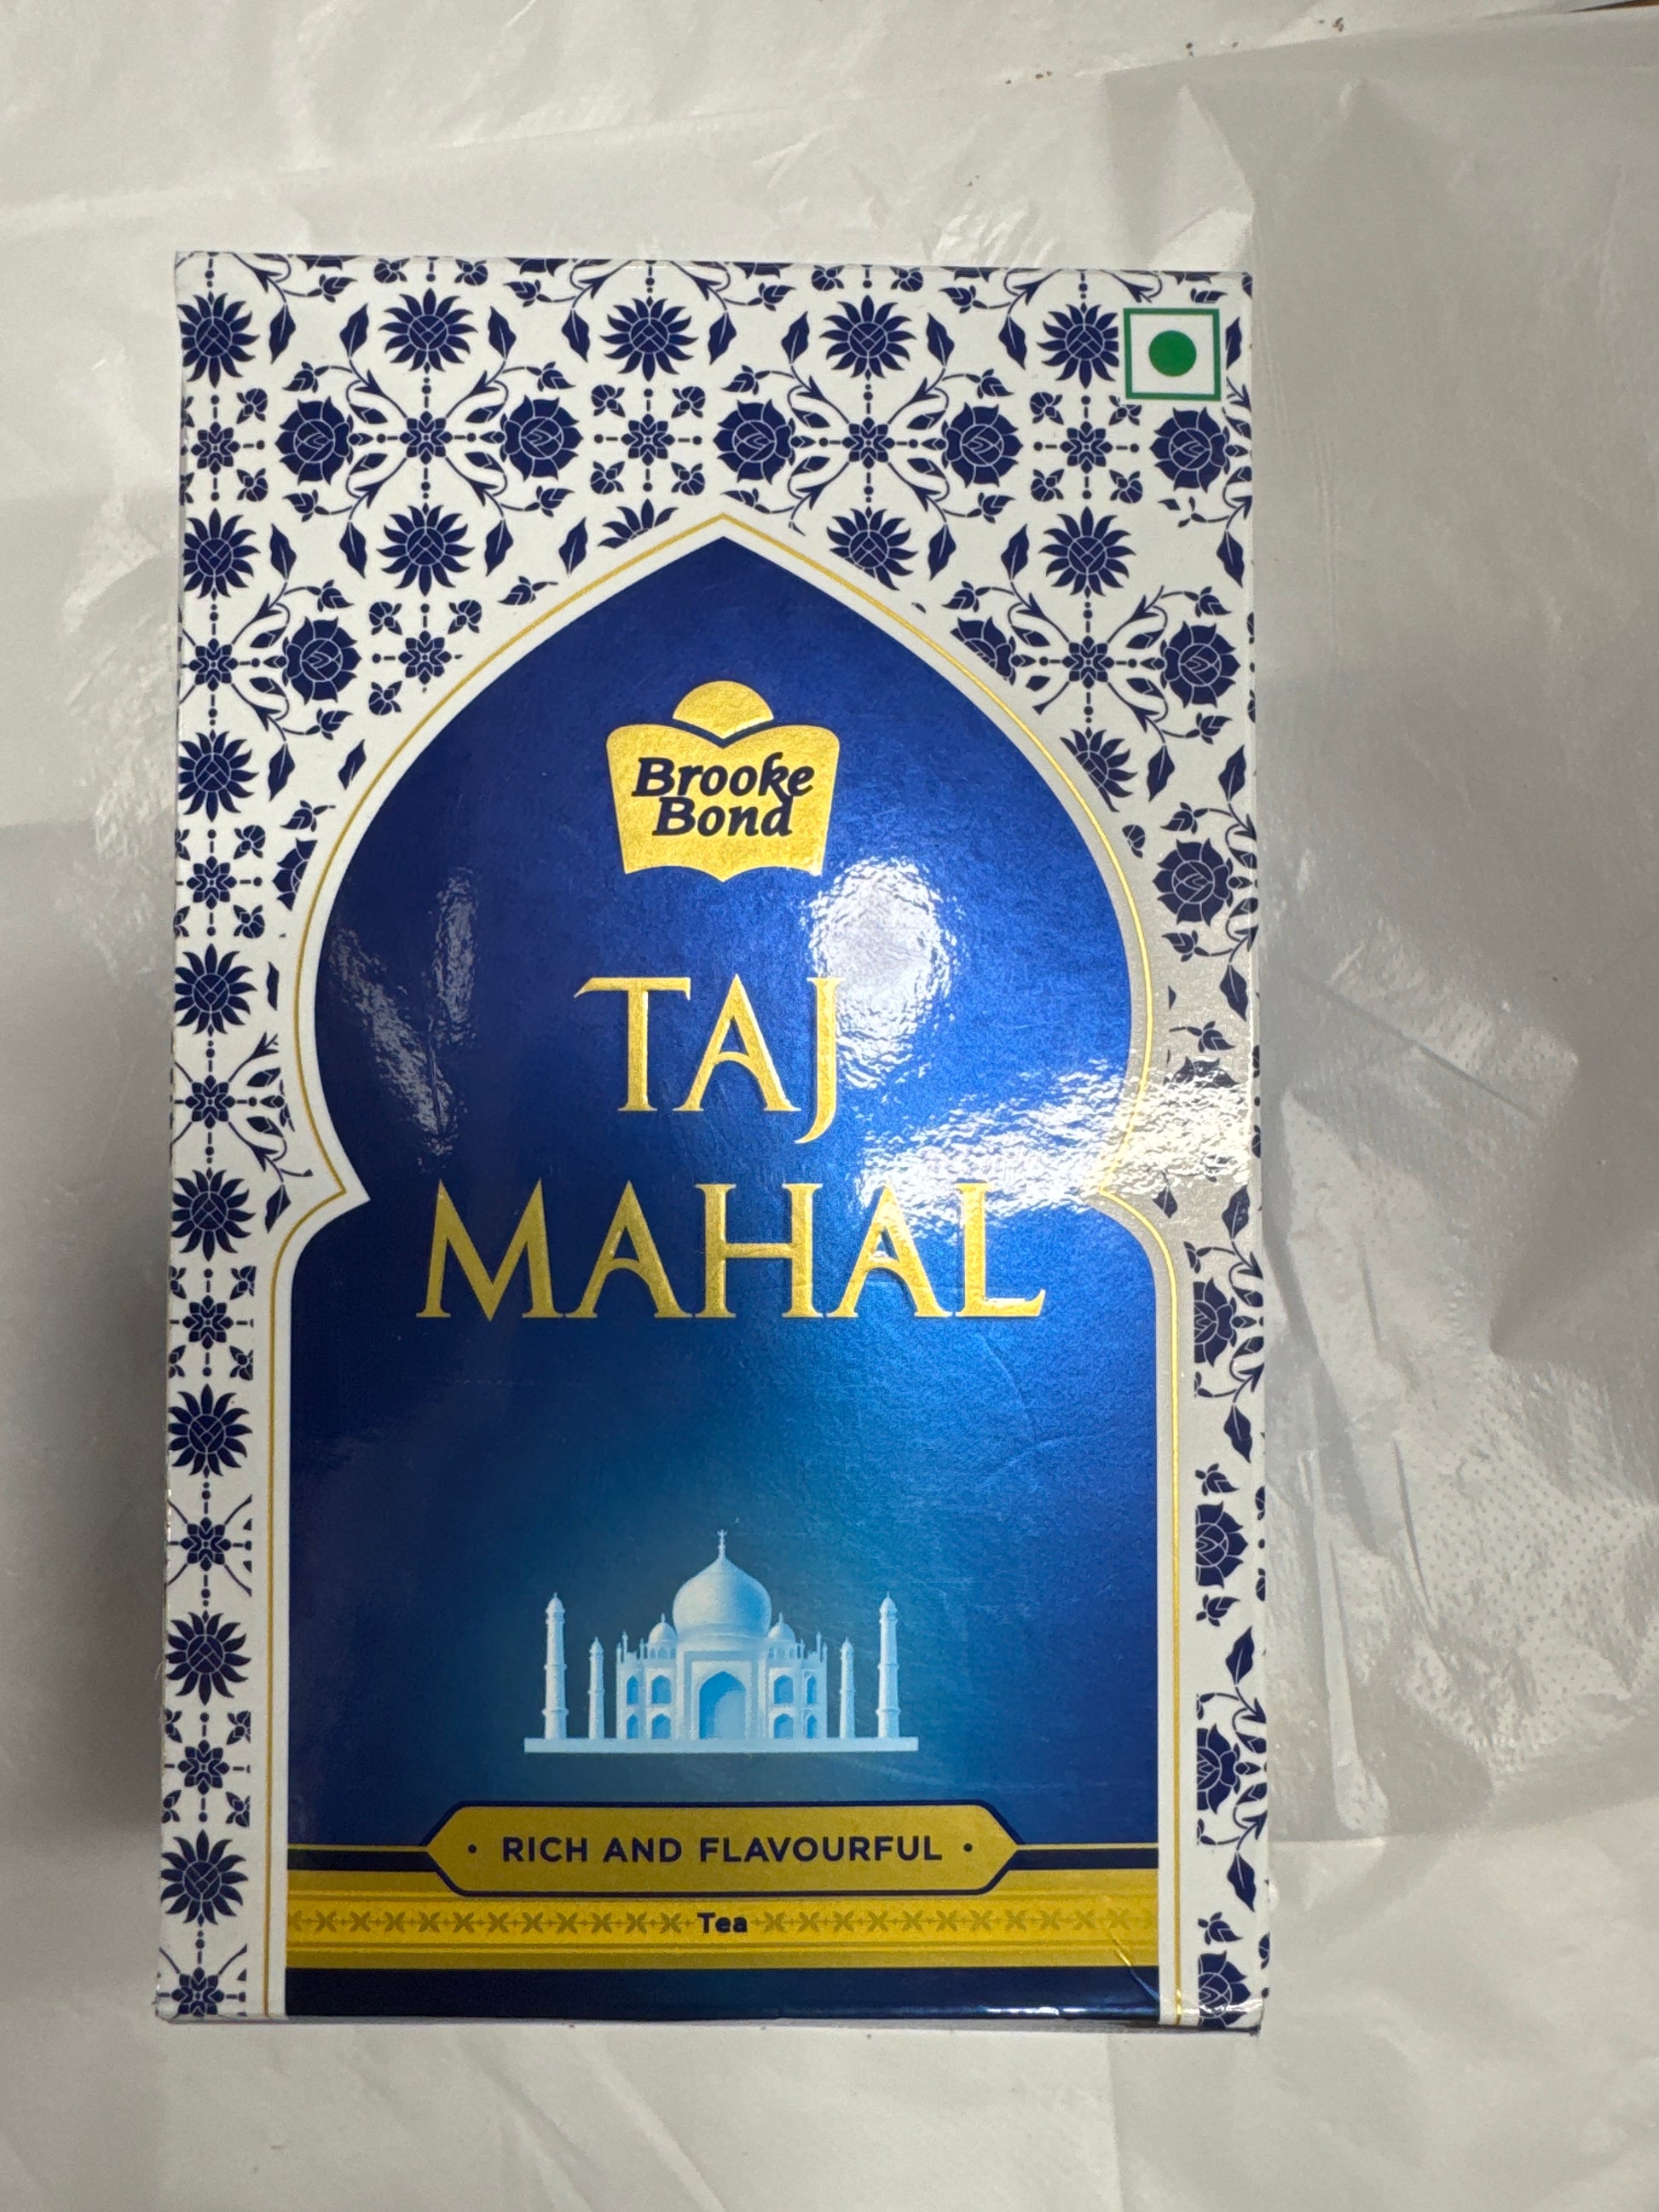 Brooke
Bond
TAJ
MAHAL
RICH AND FLAVOURFUL
Tea